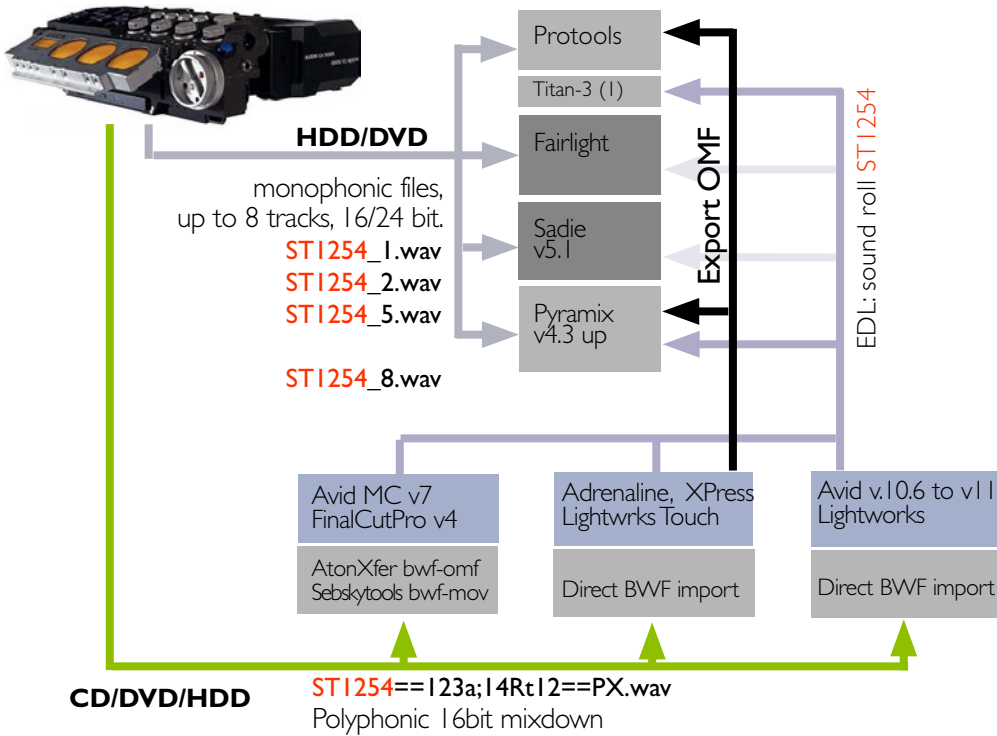 Protools
Titan-3 (1)
HDD/DVD
Fairlight
monophonic files,
up to 8 tracks, 16/24 bit.
ST1254_1.wav
ST1254_2.wav
ST1254_5.wav
ST1254_8.wav
Sadie
v5.1
Pyramix
v4.3 up
Export OMF
EDL: sound roll ST1254
Avid MC v7
FinalCutPro v4
AtonXfer bwf-omf
Sebskytools bwf-mov
Adrenaline, XPress
Lightwrks Touch
Direct BWF import
Avid v.10.6 to v11
Lightworks
Direct BWF import
CD/DVD/HDD
ST1254==123a;14Rt12==PX.wav
Polyphonic 16bit mixdown